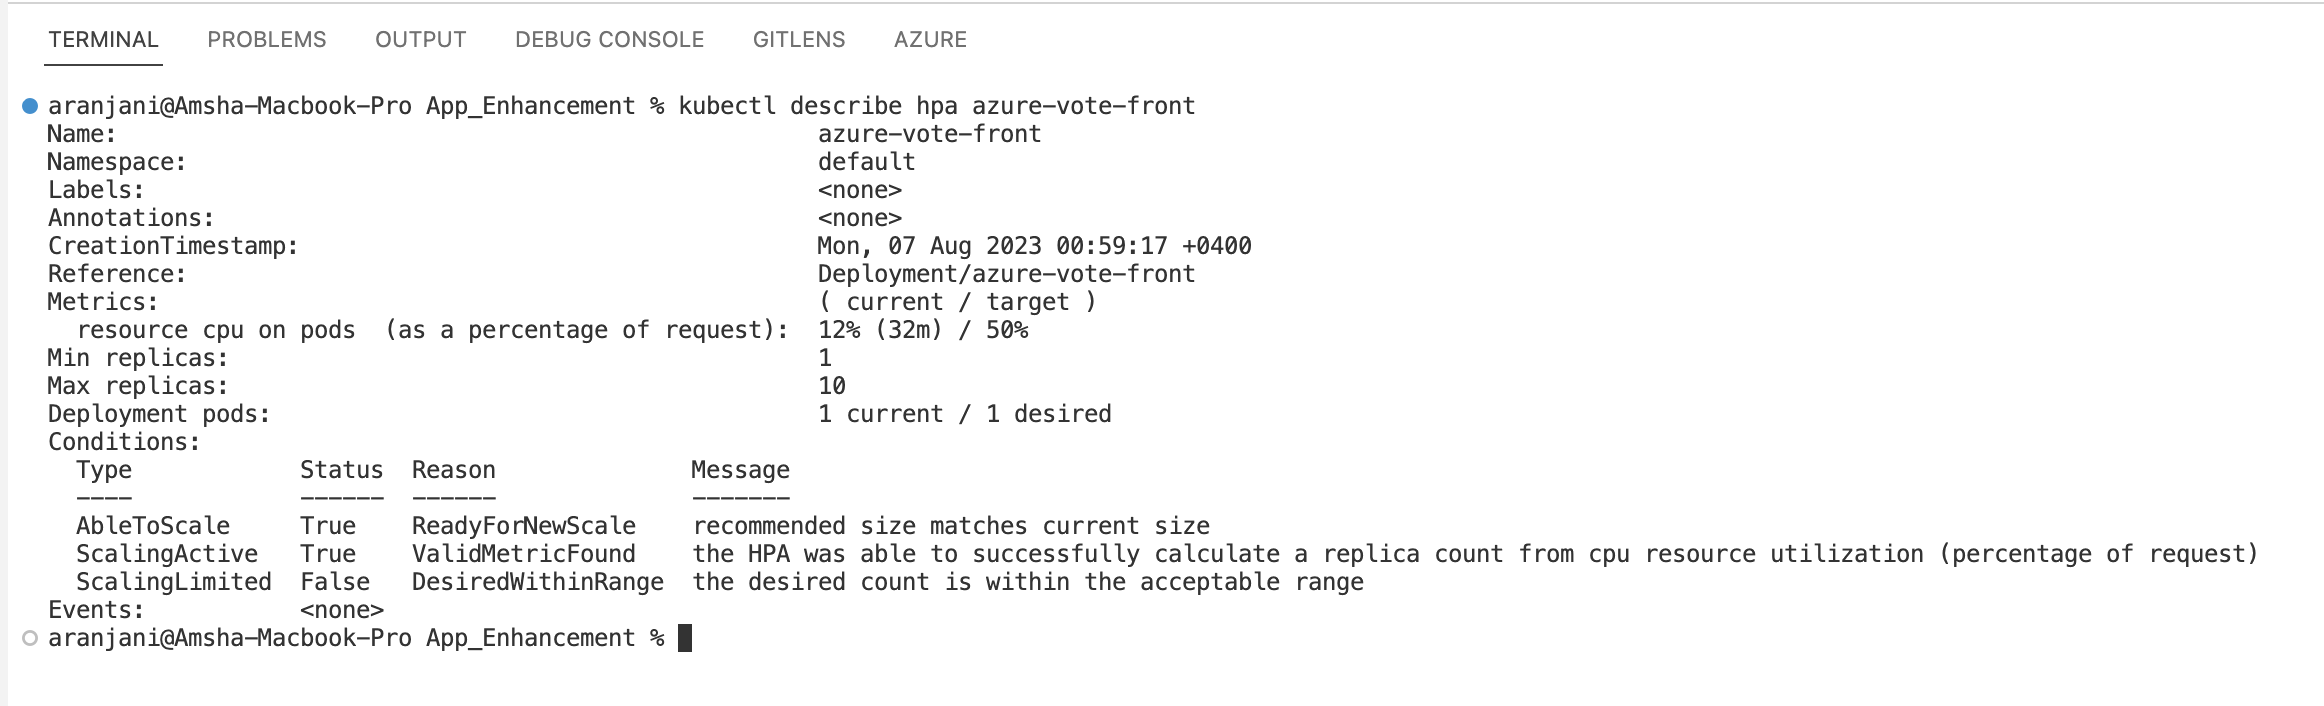 TERMINAL PROBLEMS OUTPUT DEBUG CONSOLE GITLENS AZURE
aranjani@Amsha-Macbook-Pro App_Enhancement % kubectl describe hpa azure-vote-front
Name: azure-vote-front
Namespace: default
Labels: <none>
Annotations: <none>
CreationTimestamp: Mon, 07 Aug 2023 00:59:17 +0400
Reference: Deployment/azure-vote-front
Metrics: ( current / target )
resource cpu on pods (as a percentage of request): 12% (32m) / 50%
Min replicas: 1
Max replicas: 10
Deployment pods: 1 current / 1 desired
Conditions:
Type Status Reason Message
---- ------ ------ -------
AbleToScale True ReadyForNewScale recommended size matches current size
ScalingActive True ValidMetricFound the HPA was able to successfully calculate a replica count from cpu resource utilization (percentage of request)
ScalingLimited False DesiredWithinRange the desired count is within the acceptable range
Events: <none>
aranjani@Amsha-Macbook-Pro App_Enhancement %